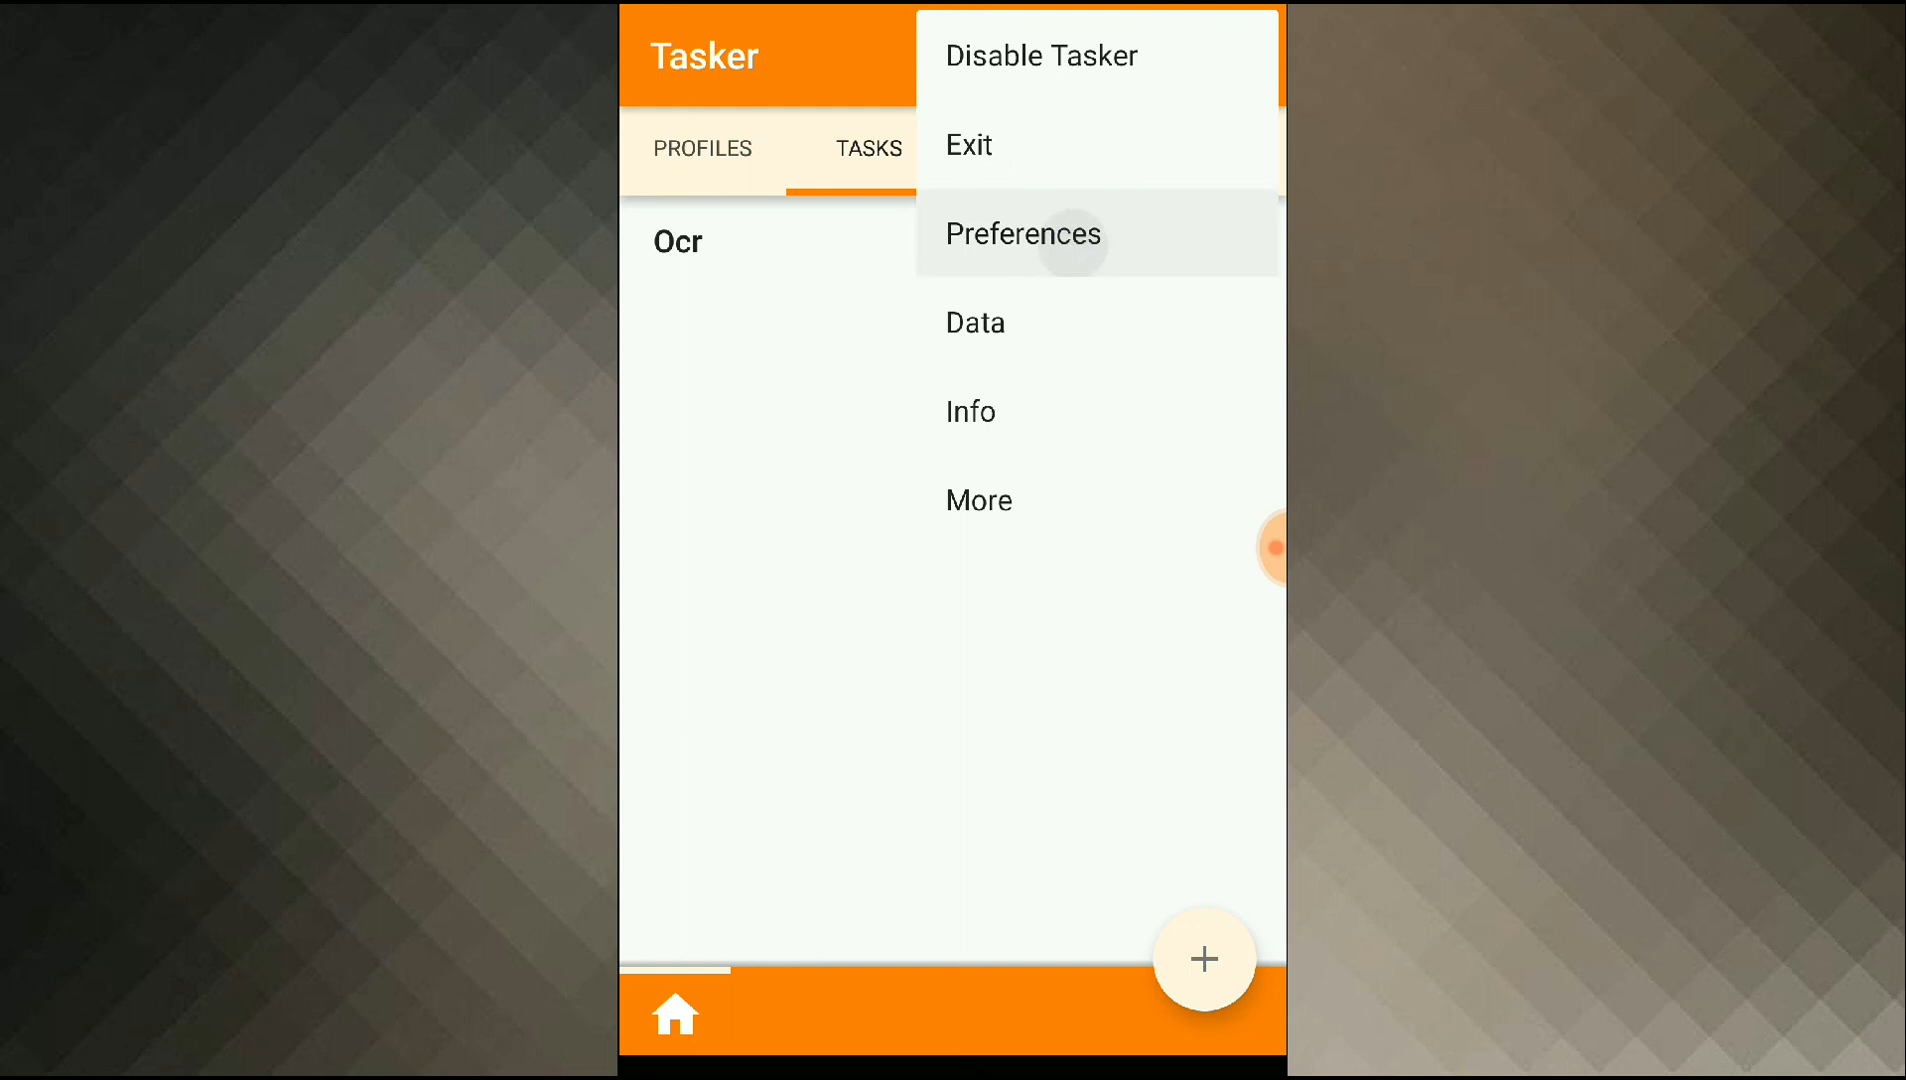 Tasker
Disable Tasker
Exit
Preferences
Data
Info
More
PROFILES
TASKS
Ocr